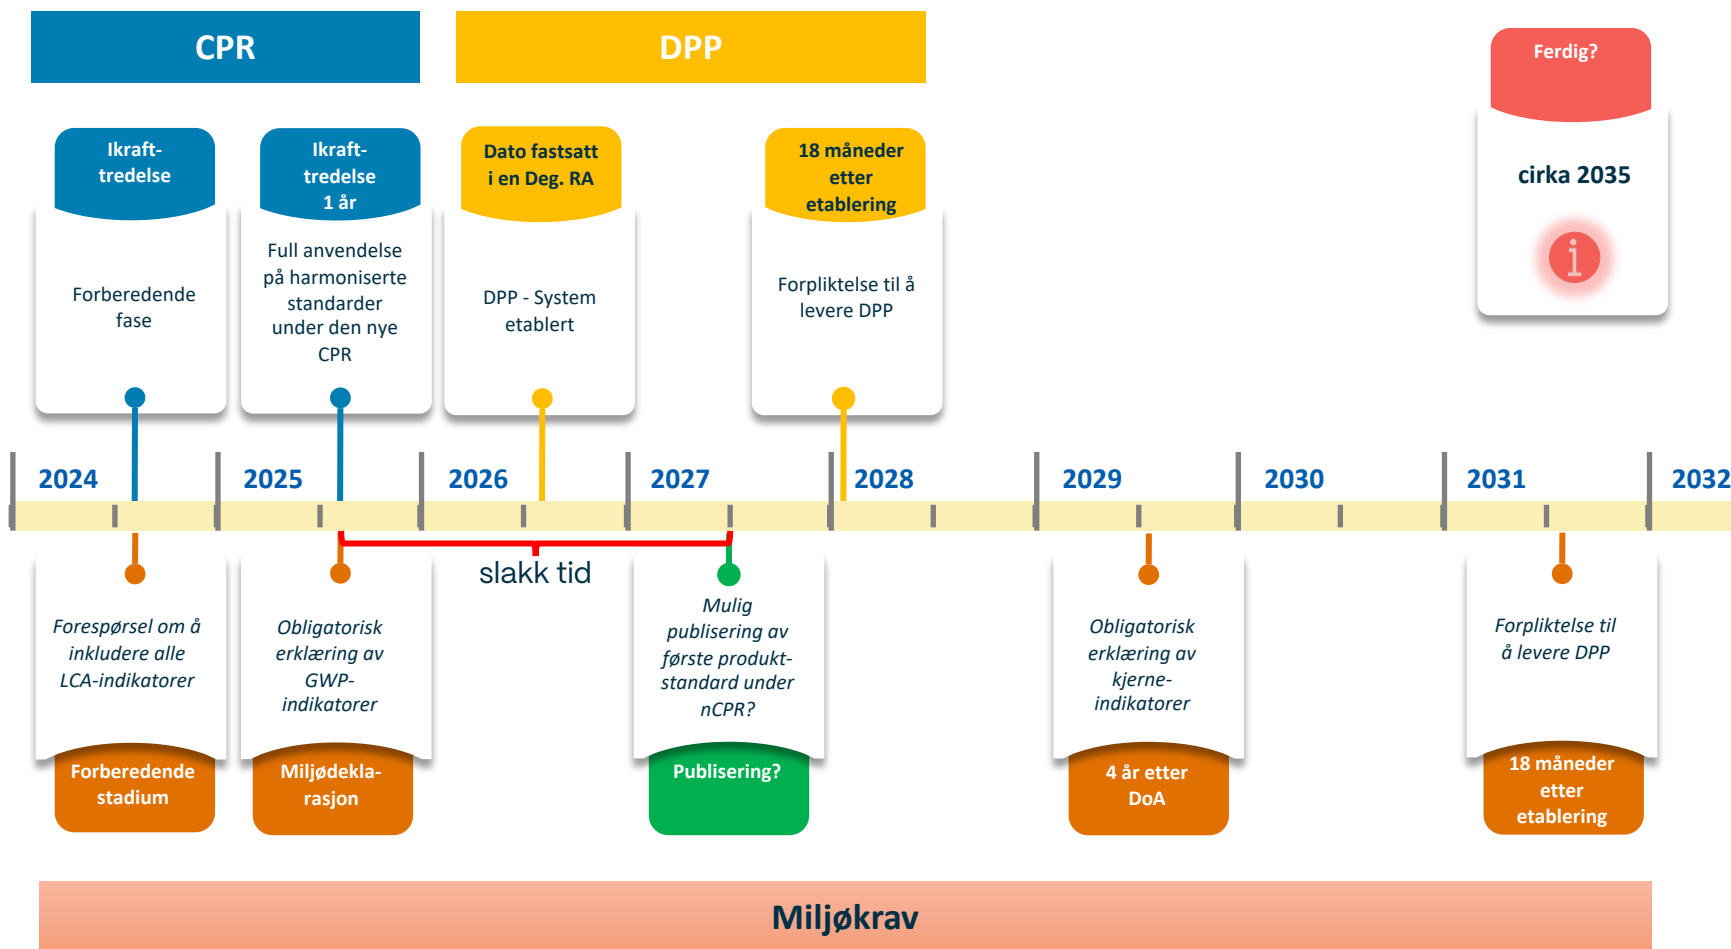 CPR
DPP
Ferdig?
cirka 2035
i
Ikraft-
tredelse
Forberedende
fase
Ikraft-
tredelse
1 år
Full anvendelse
på harmoniserte
standarder
under den nye
CPR
Dato fastsatt
i en Deg. RA
DPP - System
etablert
18 måneder
etter
etablering
Forpliktelse til å
levere DPP
2024
2025
2026
2027
2028
2029
2030
2031
2032
slakk tid
Forespørsel om å
inkludere alle
LCA-indikatorer
Forberedende
stadium
Obligatorisk
erklæring av
GWP-
indikatorer
Miljødekla-
rasjon
Mulig
publisering av
første produkt-
standard under
nCPR?
Publisering?
Obligatorisk
erklæring av
kjerne-
indikatorer
4 år etter
DoA
Forpliktelse til
å levere DPP
18 måneder
etter
etablering
Miljøkrav